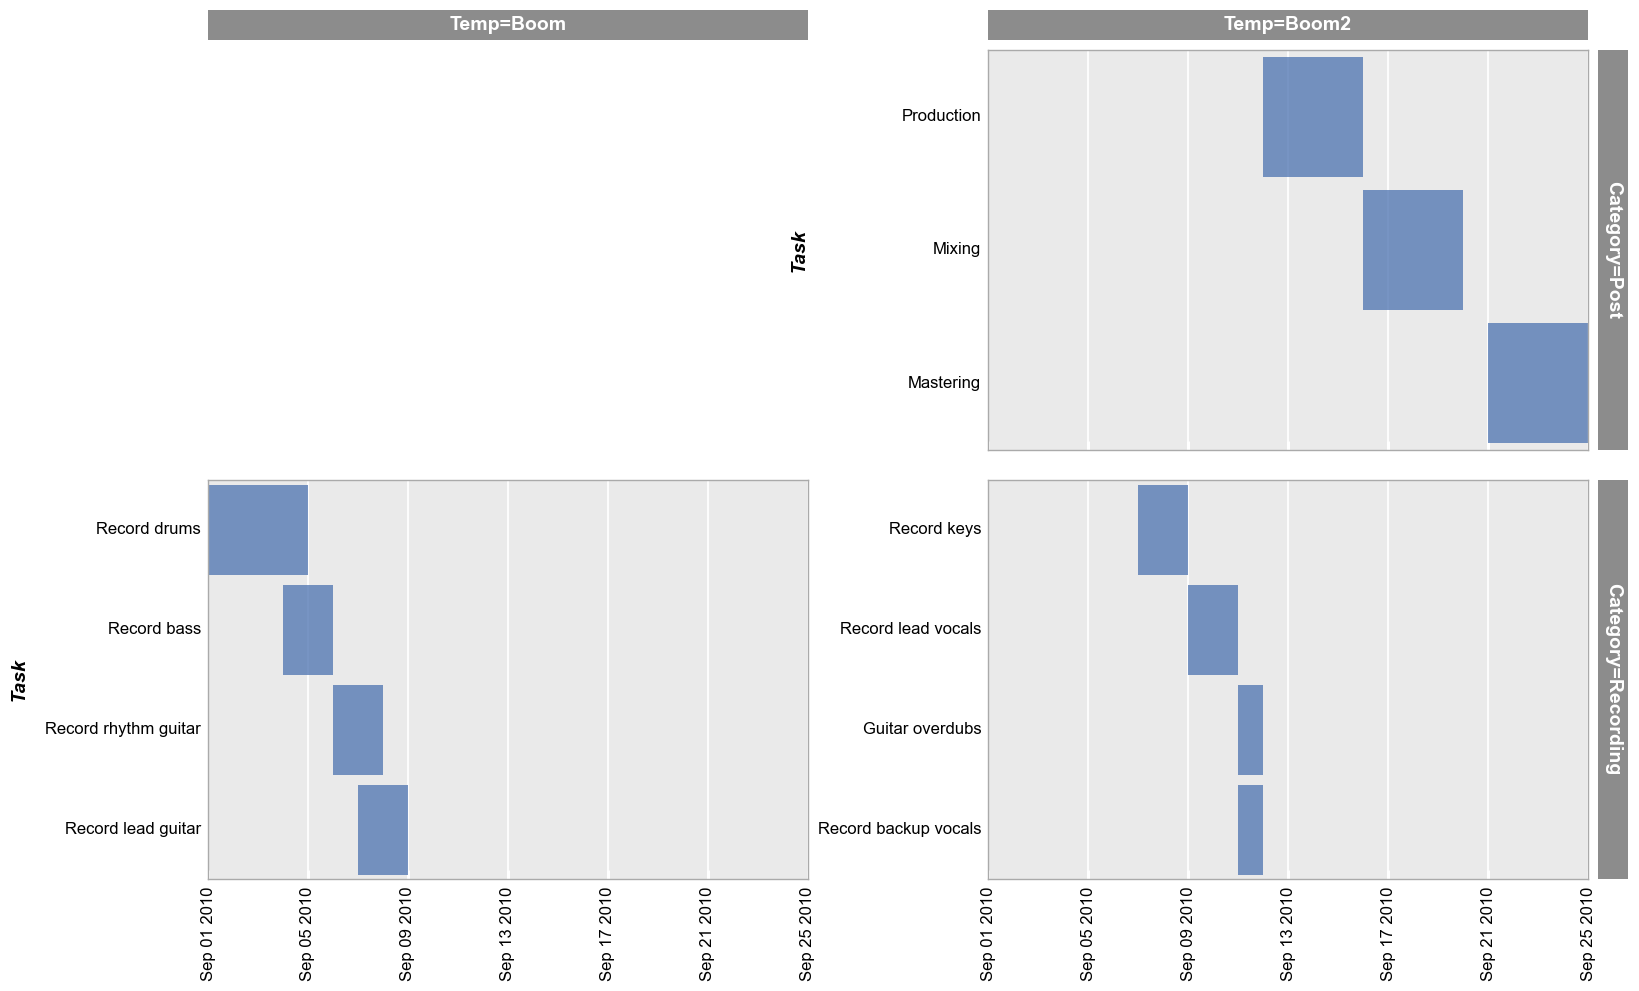 Temp=Boom
Temp=Boom2
Production
Mixing
Mastering
Task
Category=Post
Record drums
Record bass
Record rhythm guitar
Record lead guitar
Task
Record keys
Record lead vocals
Guitar overdubs
Record backup vocals
Category=Recording
Sep 01 2010
Sep 05 2010
Sep 09 2010
Sep 13 2010
Sep 17 2010
Sep 21 2010
Sep 25 2010
Sep 01 2010
Sep 05 2010
Sep 09 2010
Sep 13 2010
Sep 17 2010
Sep 21 2010
Sep 25 2010